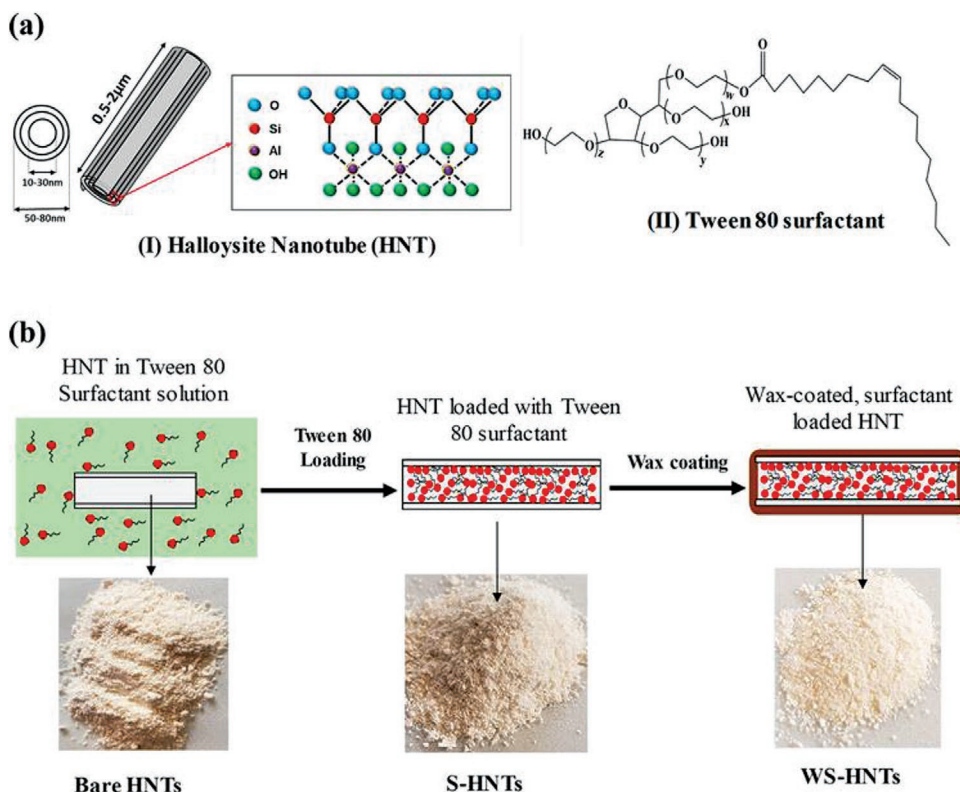 (a)
0.5-2μm
10-30nm
50-80nm
O
Si
Al
OH
(I) Halloysite Nanotube (HNT)
O
O
w
O
O
O
x
OH
HO
O
z
O
y
OH
(II) Tween 80 surfactant
(b)
HNT in Tween 80
Surfactant solution
Tween 80
Loading
HNT loaded with Tween
80 surfactant
Wax coating
Wax-coated, surfactant
loaded HNT
Bare HNTs
S-HNTs
WS-HNTs